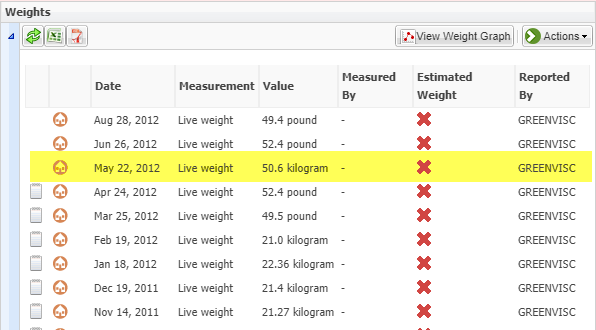 Weights
View Weight Graph Actions
Date Measurement Value Measured By Estimated Weight Reported By
Aug 28, 2012 Live weight 49.4 pound - GREENVISC
Jun 26, 2012 Live weight 52.4 pound - GREENVISC
May 22, 2012 Live weight 50.6 kilogram - GREENVISC
Apr 24, 2012 Live weight 52.4 pound - GREENVISC
Mar 25, 2012 Live weight 49.5 pound - GREENVISC
Feb 19, 2012 Live weight 21.0 kilogram - GREENVISC
Jan 18, 2012 Live weight 22.36 kilogram - GREENVISC
Dec 19, 2011 Live weight 21.4 kilogram - GREENVISC
Nov 14, 2011 Live weight 21.27 kilogram - GREENVISC